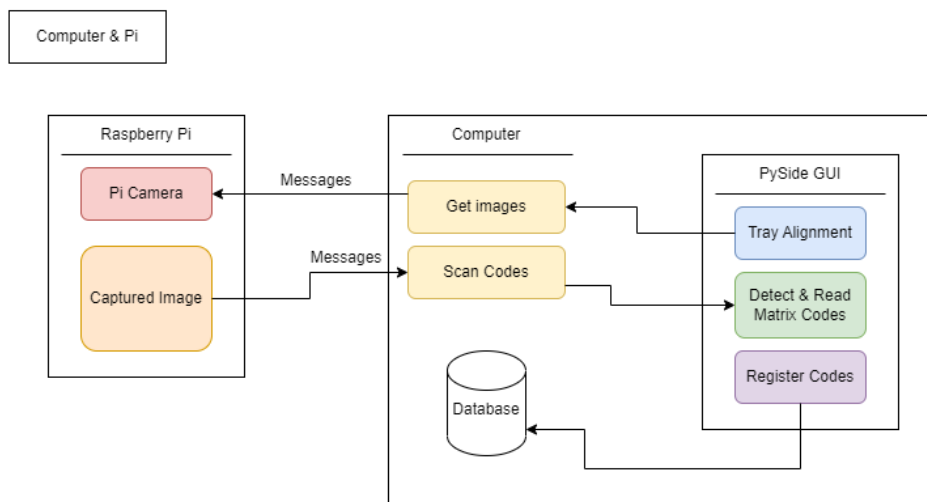 Computer & Pi
Raspberry Pi
Pi Camera
Captured Image
Messages
Messages
Computer
Get images
Scan Codes
Database
PySide GUI
Tray Alignment
Detect & Read
Matrix Codes
Register Codes